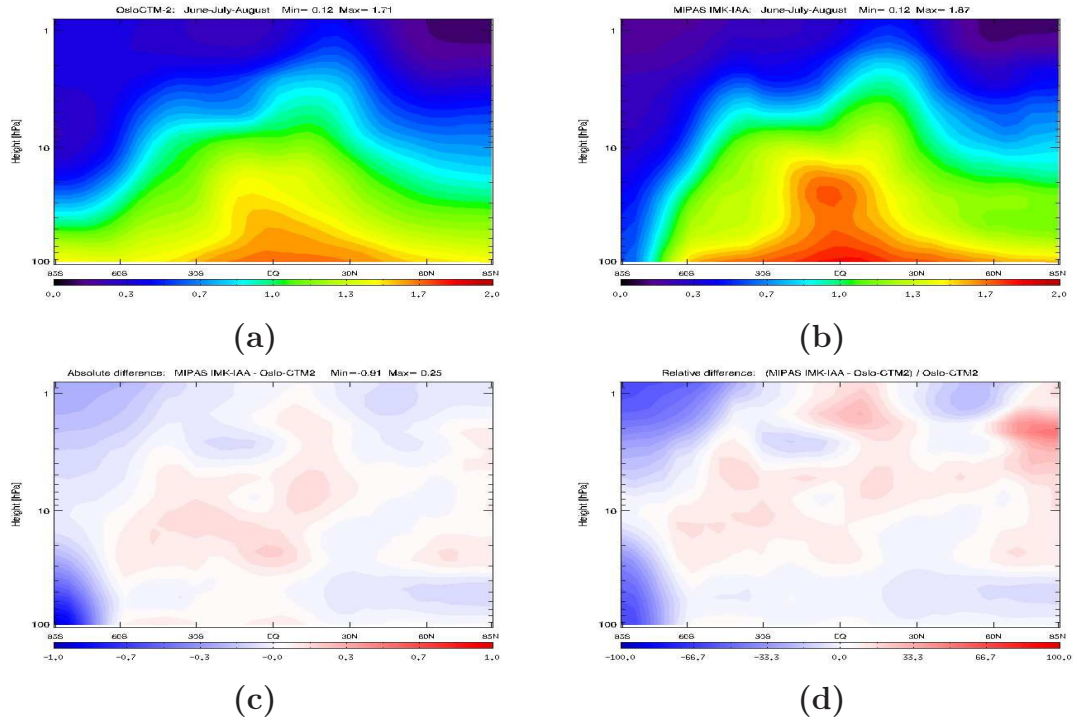 OsloCTM-2: June-July-August Min= 0.12 Max= 1.71
MIPAS IMK-IAA: June-July-August Min= 0.12 Max= 1.87
Height [hPa]
1
10
100
85S 60S 30S EQ 30N 60N 85N
0.0 0.3 0.7 1.0 1.3 1.7 2.0
Height [hPa]
1
10
100
85S 60S 30S EQ 30N 60N 85N
0.0 0.3 0.7 1.0 1.3 1.7 2.0
(a)
(b)
Absolute difference: MIPAS IMK-IAA - Oslo-CTM2 Min=-0.91 Max= 0.25
Relative difference: (MIPAS IMK-IAA - Oslo-CTM2) / Oslo-CTM2
Height [hPa]
1
10
100
85S 60S 30S EQ 30N 60N 85N
-1.0 -0.7 -0.3 -0.0 0.3 0.7 1.0
Height [hPa]
1
10
100
85S 60S 30S EQ 30N 60N 85N
-100.0 -66.7 -33.3 0.0 33.3 66.7 100.0
(c)
(d)